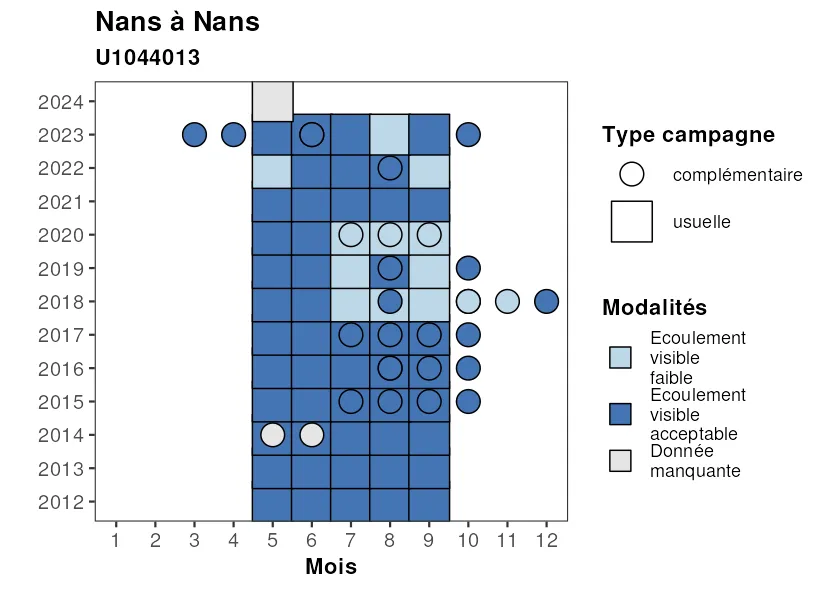 Nans à Nans
U1044013
2024
2023
2022
2021
2020
2019
2018
2017
2016
2015
2014
2013
2012
1 2 3 4 5 6 7 8 9 10 11 12
Mois
Type campagne
complémentaire
usuelle
Modalités
Ecoulement
visible
faible
Ecoulement
visible
acceptable
Donnée
manquante